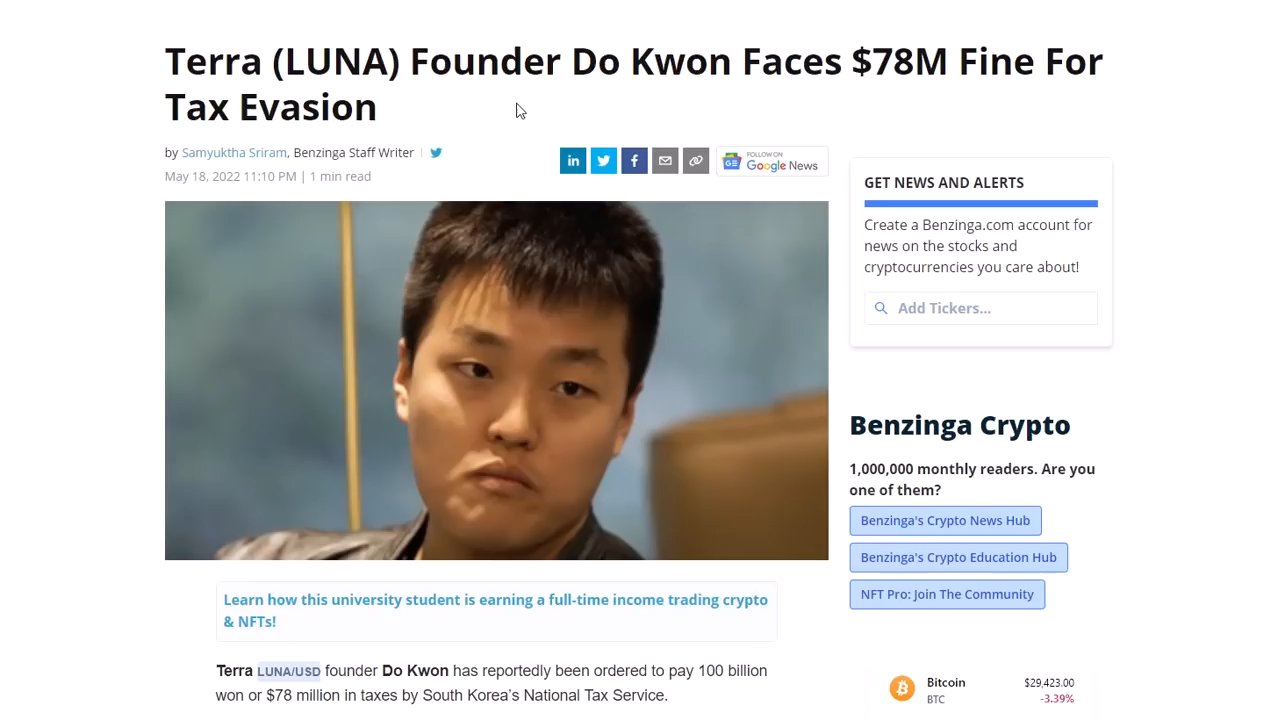 Terra (LUNA) Founder Do Kwon Faces $78M Fine For
Tax Evasion
by Samyuktha Sriram, Benzinga Staff Writer
May 18, 2022 11:10 PM | 1 min read
FOLLOW ON
Google News
GET NEWS AND ALERTS
Create a Benzinga.com account for
news on the stocks and
cryptocurrencies you care about!
Add Tickers...
Benzinga Crypto
1,000,000 monthly readers. Are you
one of them?
Benzinga's Crypto News Hub
Benzinga's Crypto Education Hub
NFT Pro: Join The Community
Learn how this university student is earning a full-time income trading crypto
& NFTs!
Terra LUNA/USD founder Do Kwon has reportedly been ordered to pay 100 billion
won or $78 million in taxes by South Korea's National Tax Service.
Bitcoin $29,423.00
BTC -3.39%